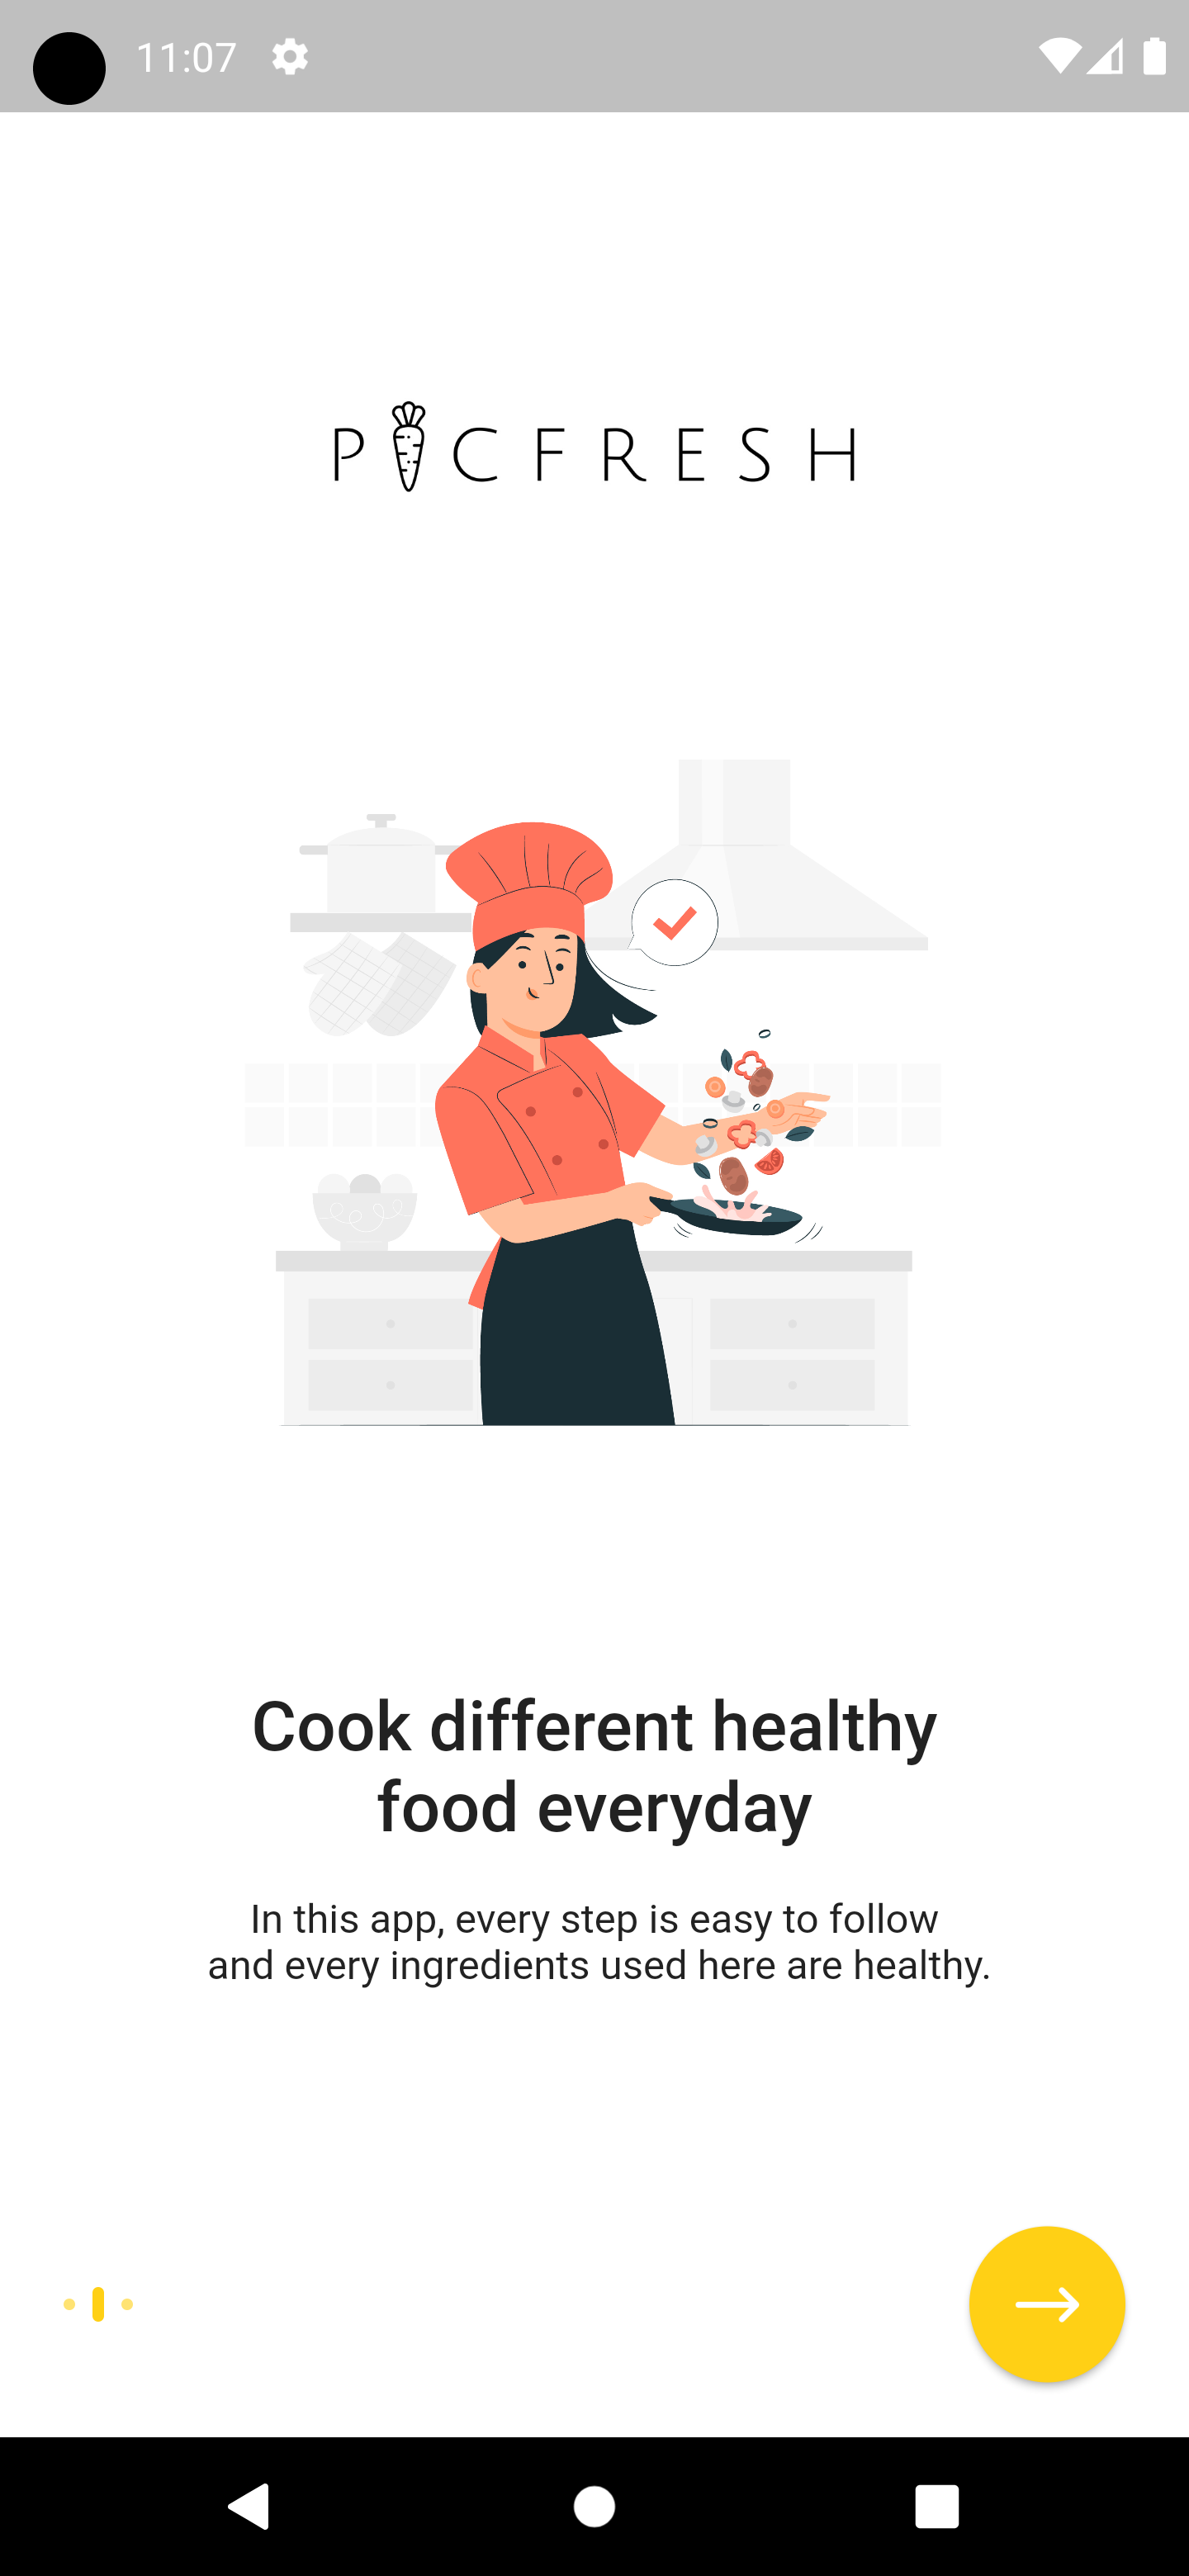 11:07
PICFRESH
Cook different healthy
food everyday
In this app, every step is easy to follow
and every ingredients used here are healthy.